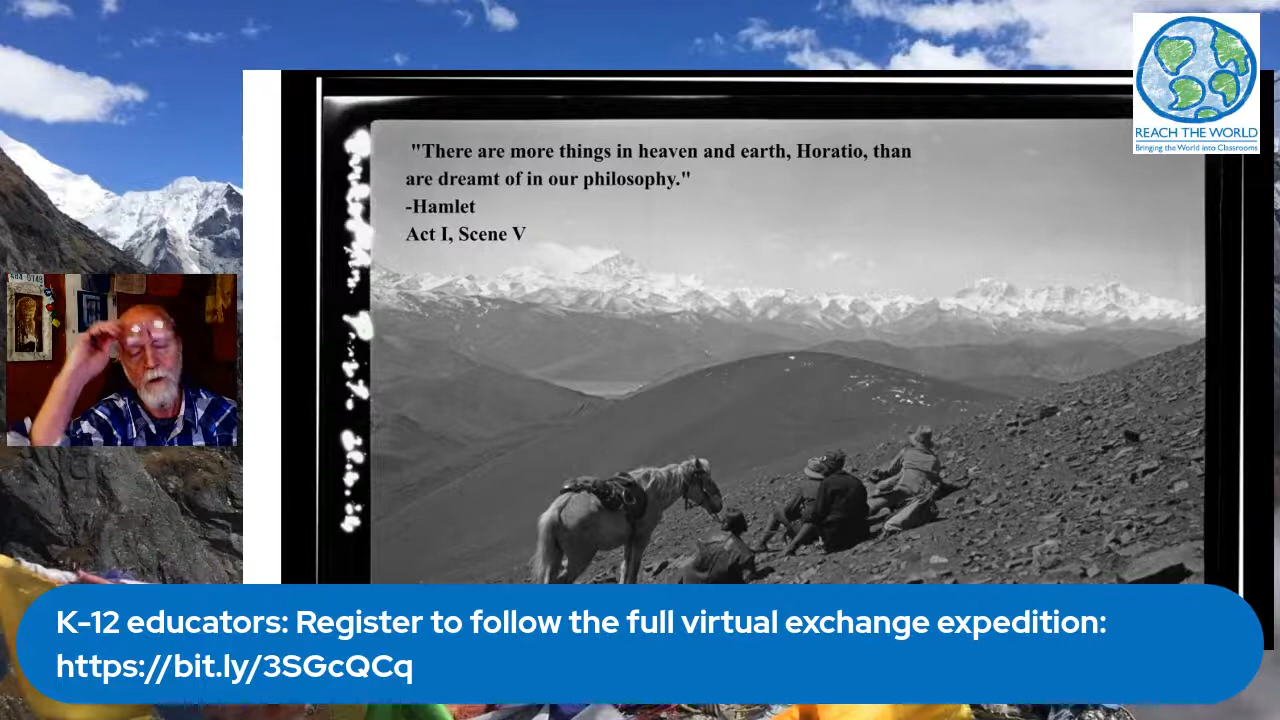 "There are more things in heaven and earth, Horatio, than
are dreamt of in our philosophy."
-Hamlet
Act I, Scene V
REACH THE WORLD
Bringing the World into Classrooms
K-12 educators: Register to follow the full virtual exchange expedition:
https://bit.ly/3SGcQCq